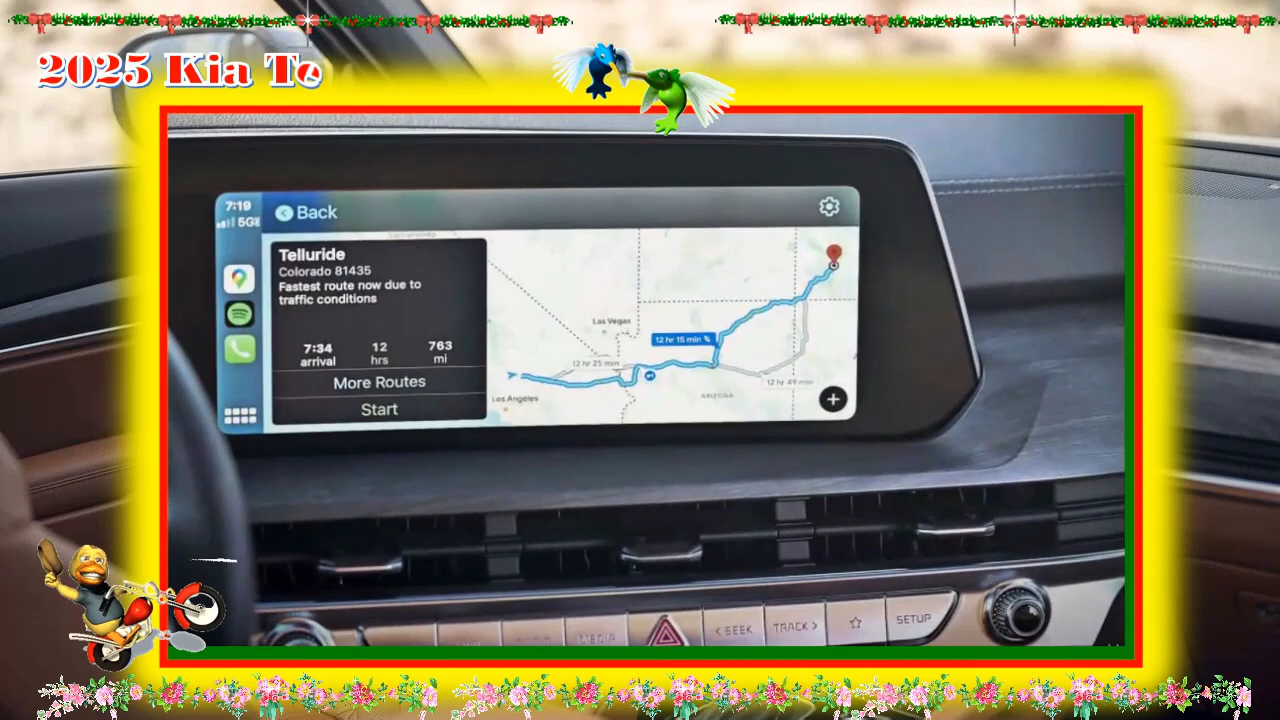 2025 Kia Te
7:19
5G
Back
Telluride
Colorado 81435
Fastest route now due to
traffic conditions
7:34 12 763
arrival hrs mi
More Routes
Start
Sacramento
Las Vegas
12 hr 15 min
12 hr 25 min
12 hr 49 min
Los Angeles
ARIZONA
MEDIA
< SEEK
TRACK >
SETUP